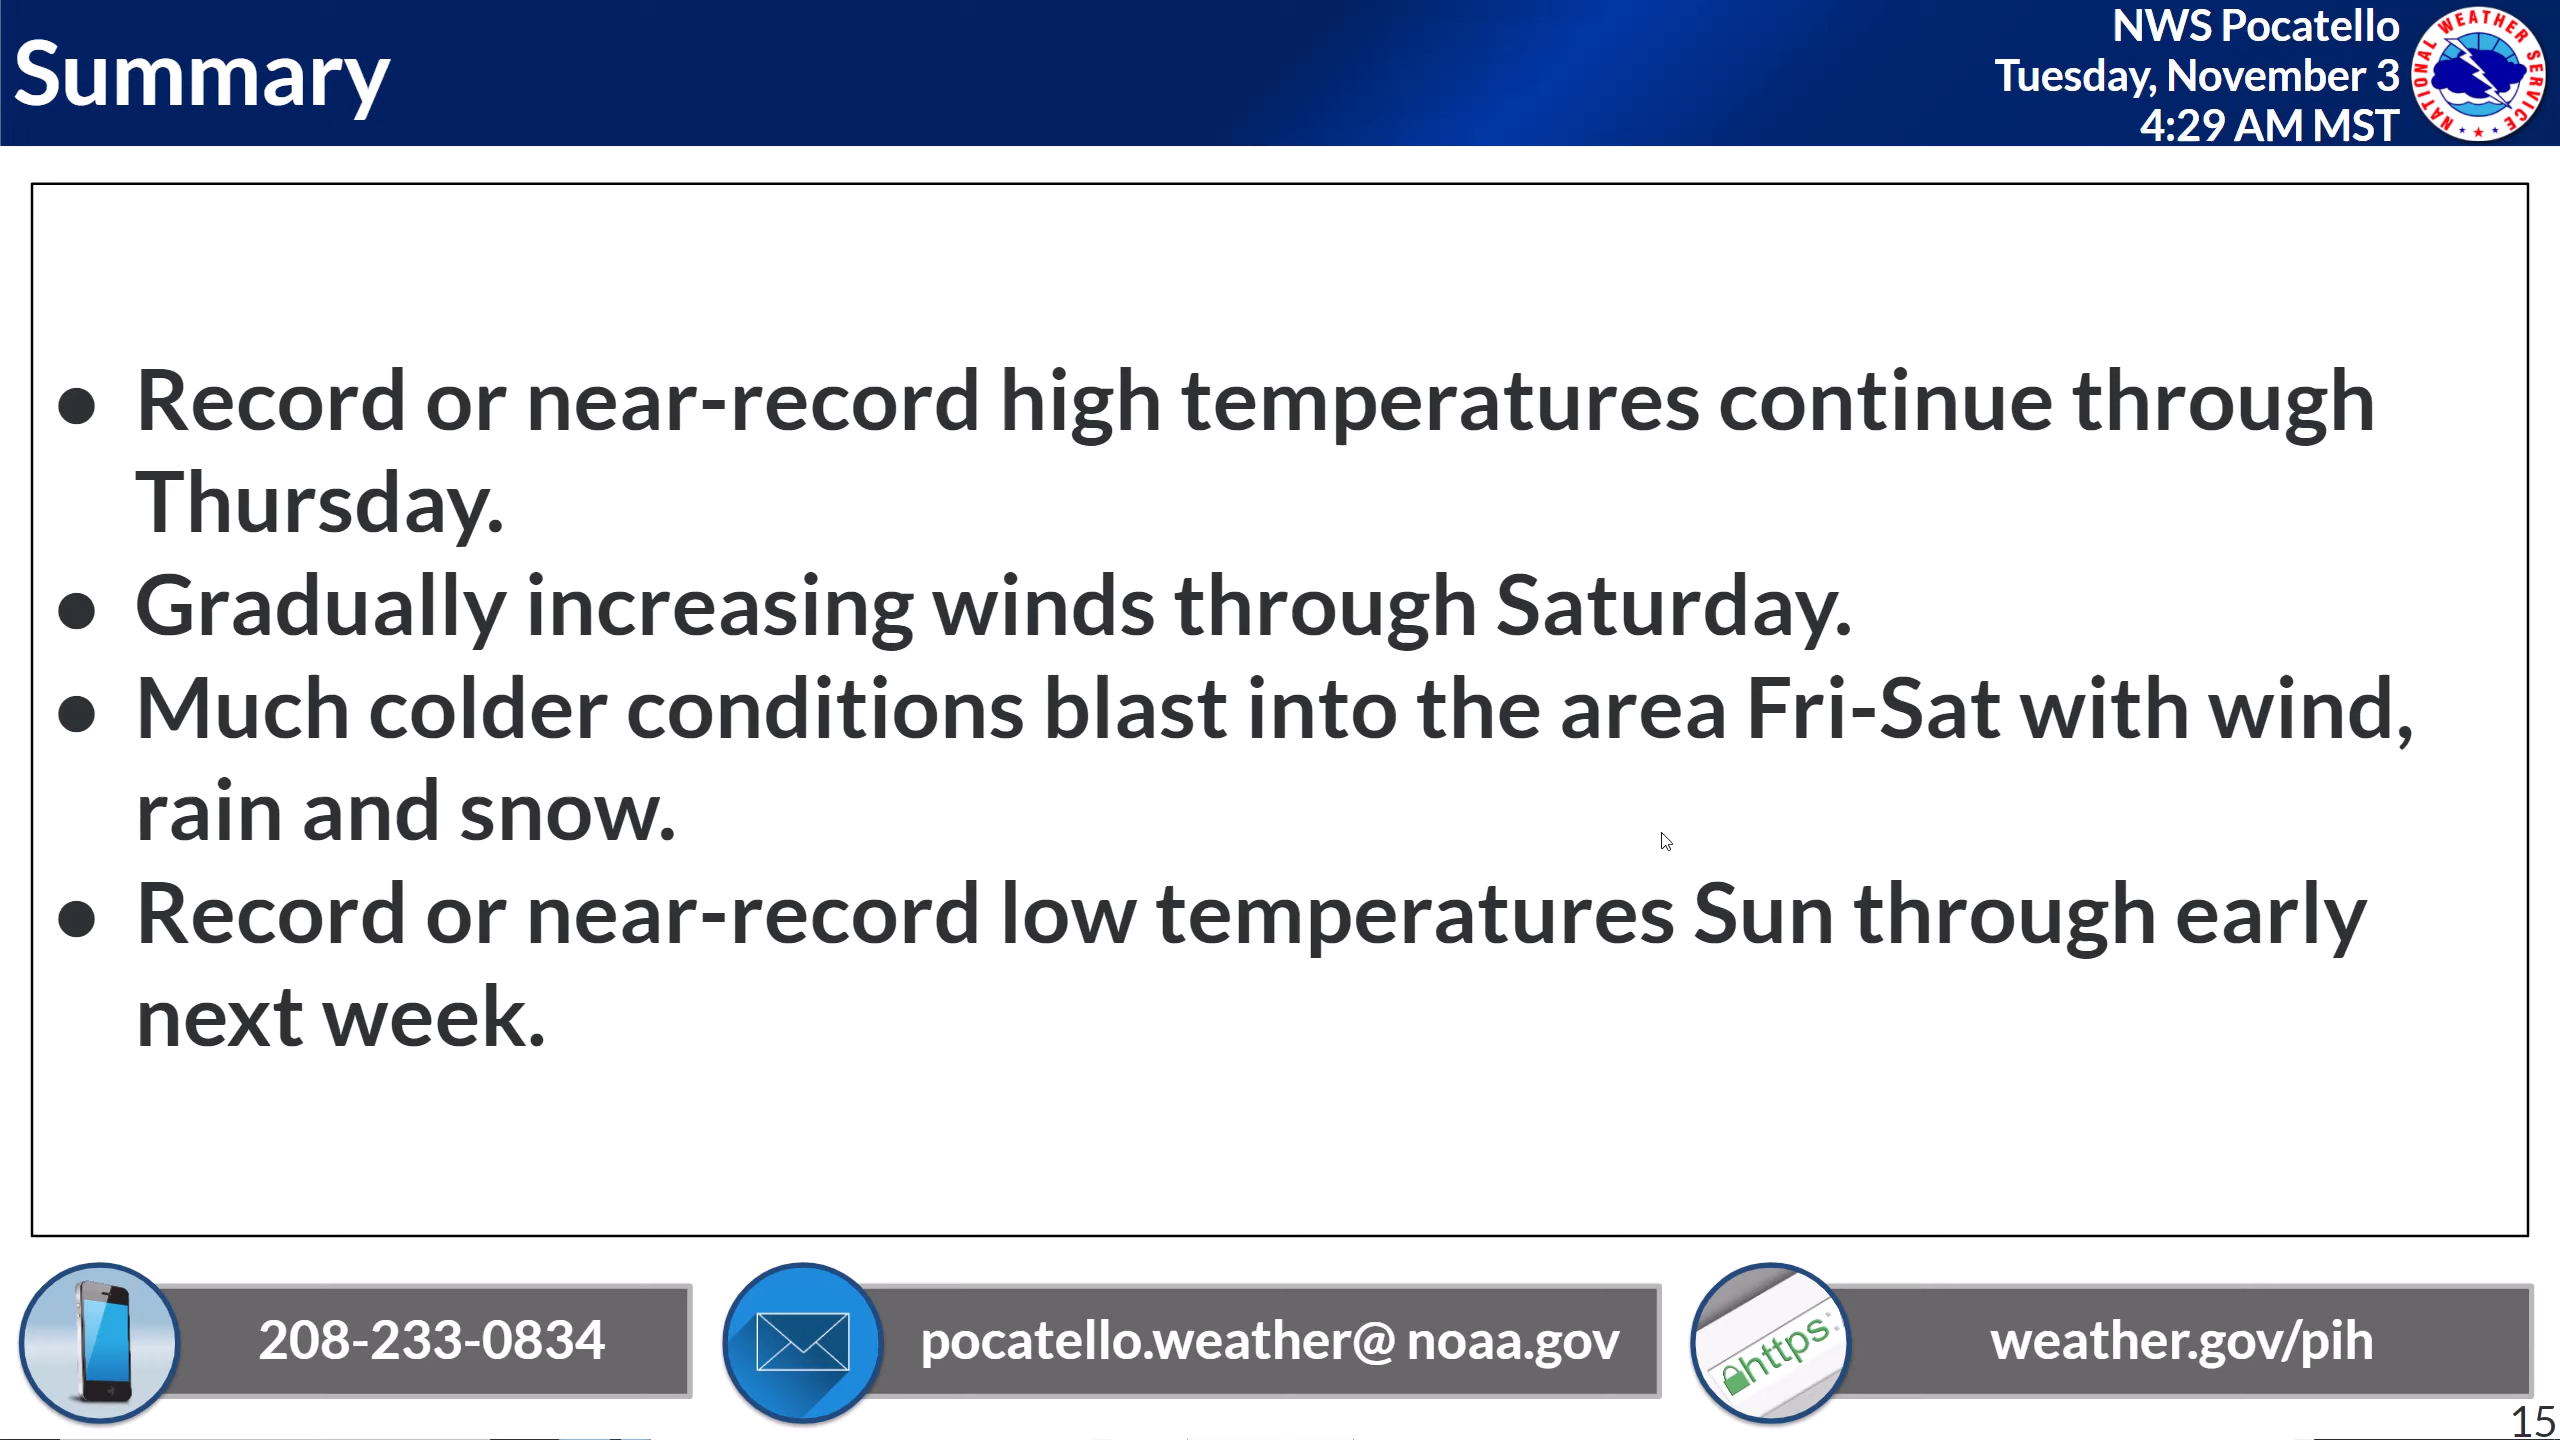 Summary
NWS Pocatello
Tuesday, November 3
4:29 AM MST
NATIONAL WEATHER SERVICE
● Record or near-record high temperatures continue through
Thursday.
● Gradually increasing winds through Saturday.
● Much colder conditions blast into the area Fri-Sat with wind,
rain and snow.
● Record or near-record low temperatures Sun through early
next week.
208-233-0834
pocatello.weather@ noaa.gov
https:
weather.gov/pih
15